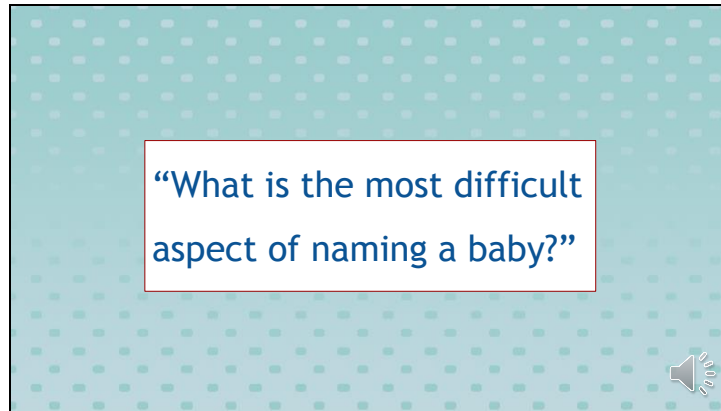 “What is the most difficult
aspect of naming a baby?”